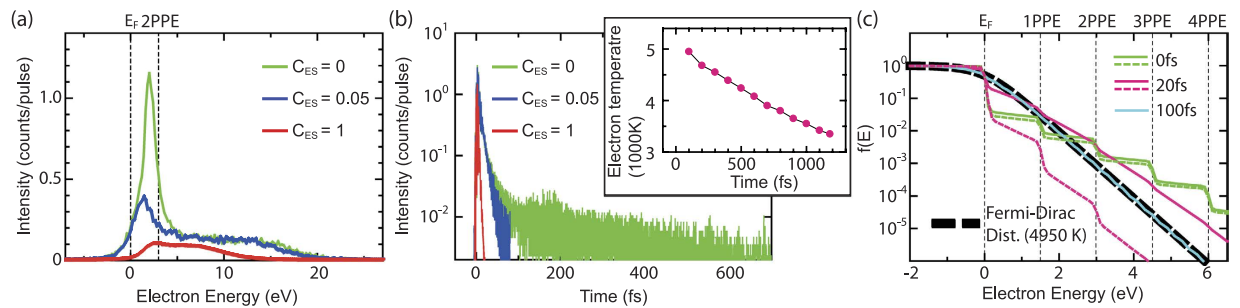 (a)
E_F 2PPE
Intensity (counts/pulse)
1.0
0.5
0
C_ES = 0
C_ES = 0.05
C_ES = 1
0 10 20
Electron Energy (eV)
(b)
Intensity (counts/pulse)
10^1
10^0
10^-1
10^-2
C_ES = 0
C_ES = 0.05
C_ES = 1
0 200 400 600
Time (fs)
Electron temperatre
(1000K)
5
4
3
0 500 1000
Time (fs)
(c)
E_F 1PPE 2PPE 3PPE 4PPE
f(E)
10^0
10^-1
10^-2
10^-3
10^-4
10^-5
0fs
20fs
100fs
Fermi-Dirac
Dist. (4950 K)
-2 0 2 4 6
Electron Energy (eV)